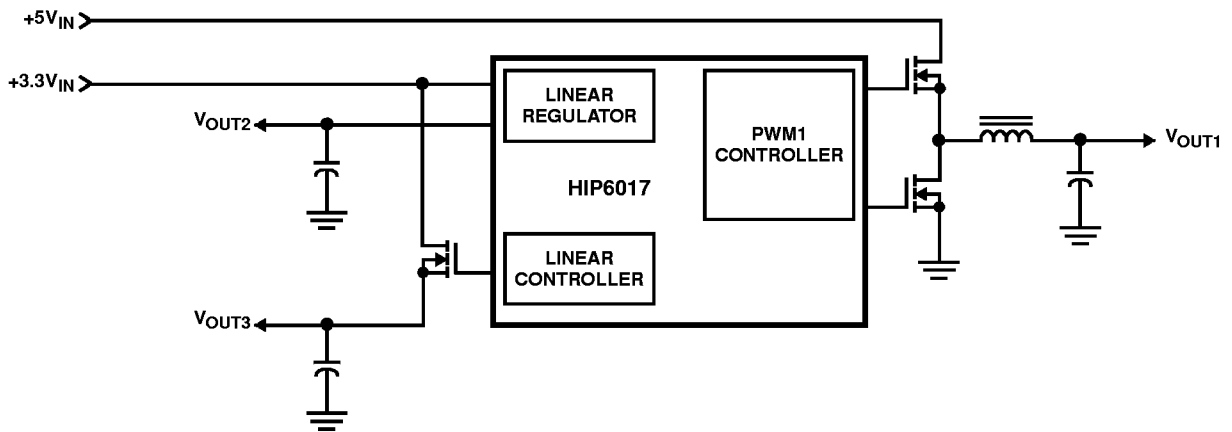 +5VIN
+3.3VIN
VOUT2
LINEAR
REGULATOR
PWM1
CONTROLLER
VOUT1
HIP6017
LINEAR
CONTROLLER
VOUT3